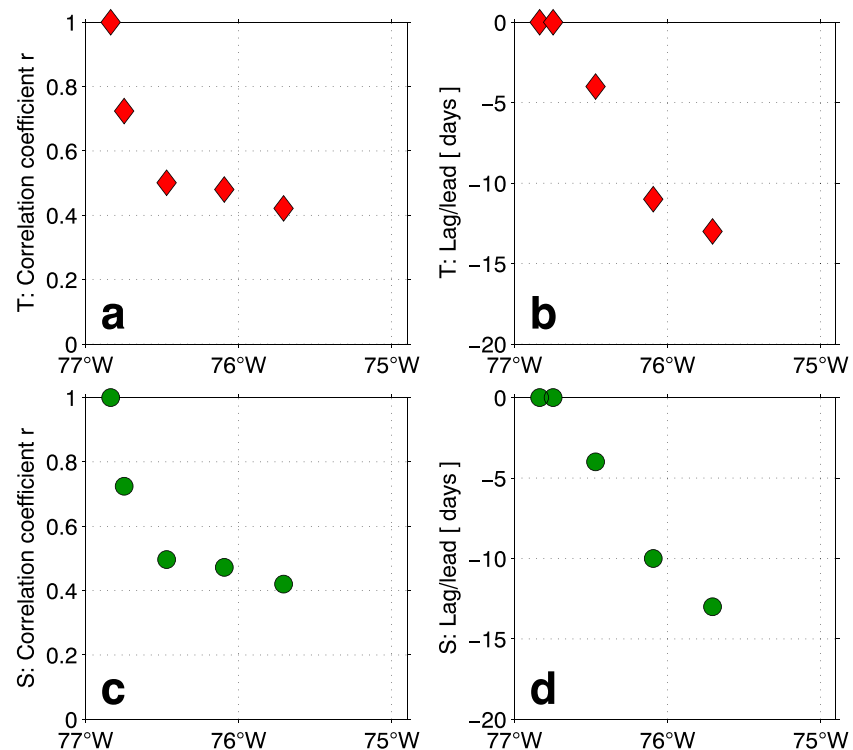 T: Correlation coefficient r
1
0.8
0.6
0.4
0.2
0
77°W
76°W
75°W
a
T: Lag/lead [ days ]
0
−5
−10
−15
−20
77°W
76°W
75°W
b
S: Correlation coefficient r
1
0.8
0.6
0.4
0.2
0
77°W
76°W
75°W
c
S: Lag/lead [ days ]
0
−5
−10
−15
−20
77°W
76°W
75°W
d